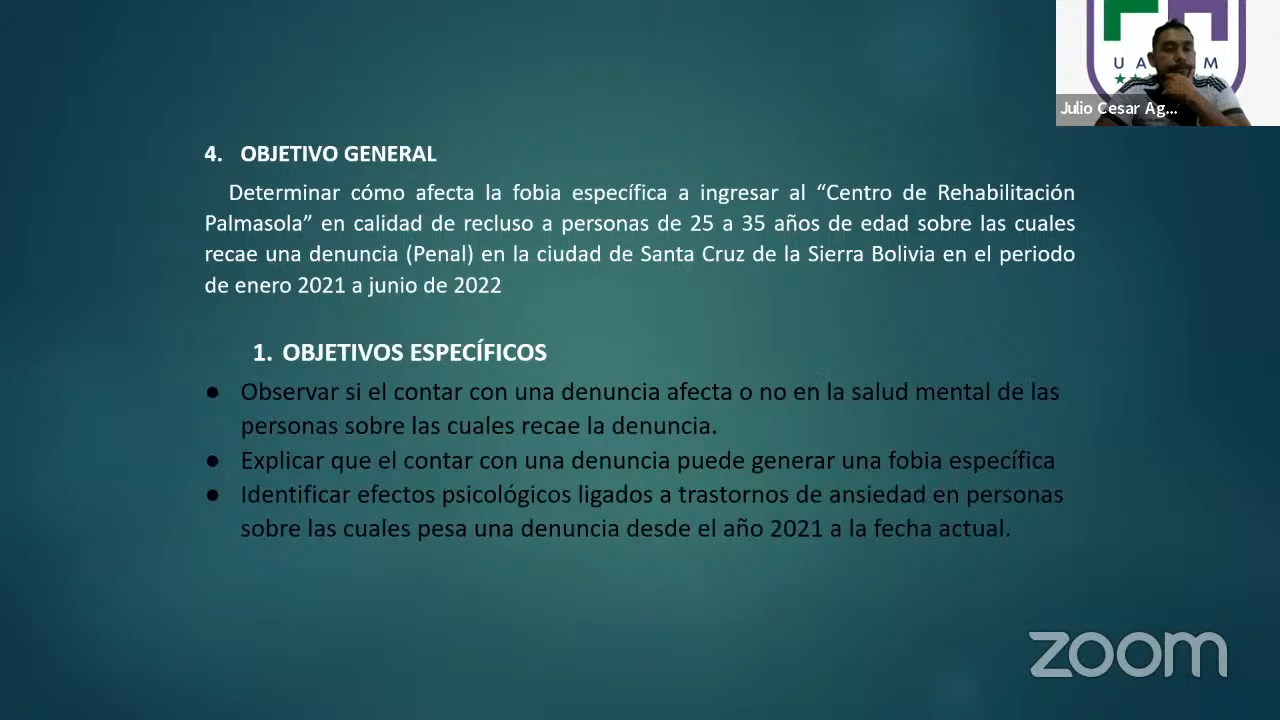 4. OBJETIVO GENERAL
Determinar cómo afecta la fobia específica a ingresar al “Centro de Rehabilitación
Palmasola” en calidad de recluso a personas de 25 a 35 años de edad sobre las cuales
recae una denuncia (Penal) en la ciudad de Santa Cruz de la Sierra Bolivia en el periodo
de enero 2021 a junio de 2022
1. OBJETIVOS ESPECÍFICOS
● Observar si el contar con una denuncia afecta o no en la salud mental de las
personas sobre las cuales recae la denuncia.
● Explicar que el contar con una denuncia puede generar una fobia específica
● Identificar efectos psicológicos ligados a trastornos de ansiedad en personas
sobre las cuales pesa una denuncia desde el año 2021 a la fecha actual.
Julio Cesar Ag...
zoom